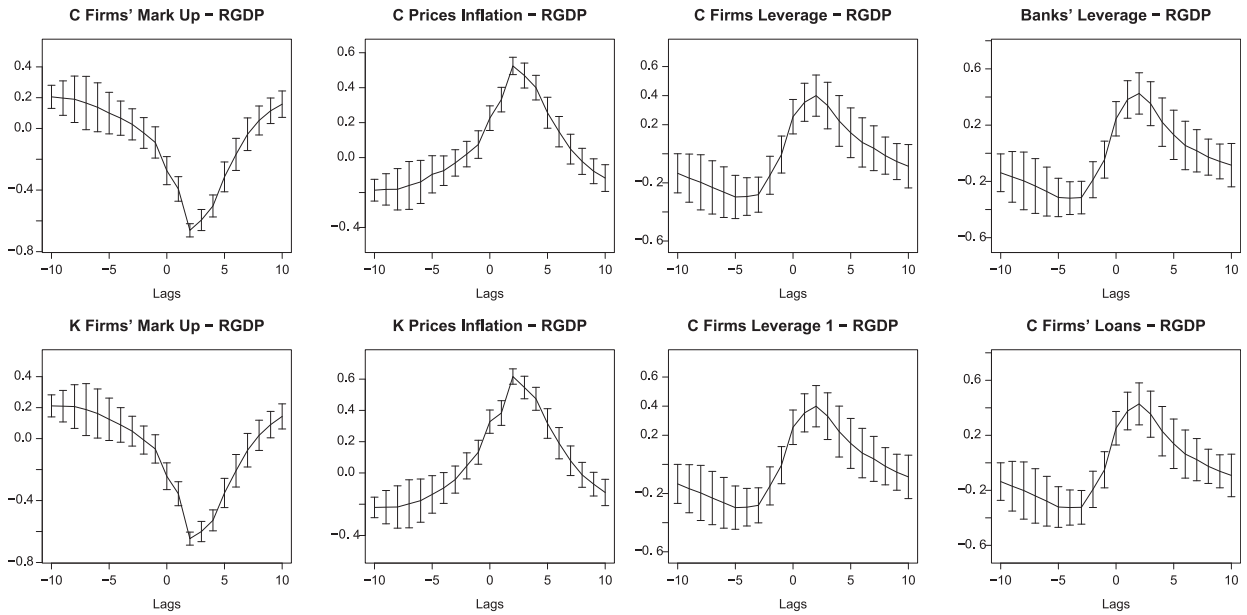 C Firms’ Mark Up − RGDP
0.4
0.2
0.0
−0.4
−0.8
−10 −5 0 5 10
Lags
C Prices Inflation − RGDP
0.6
0.4
0.2
0.0
−0.4
−10 −5 0 5 10
Lags
C Firms Leverage − RGDP
0.6
0.4
0.2
−0.2
−0.6
−10 −5 0 5 10
Lags
Banks’ Leverage − RGDP
0.6
0.2
−0.2
−0.6
−10 −5 0 5 10
Lags
K Firms’ Mark Up − RGDP
0.4
0.2
0.0
−0.4
−0.8
−10 −5 0 5 10
Lags
K Prices Inflation − RGDP
0.6
0.2
0.0
−0.4
−10 −5 0 5 10
Lags
C Firms Leverage 1 − RGDP
0.6
0.4
0.2
−0.2
−0.6
−10 −5 0 5 10
Lags
C Firms’ Loans − RGDP
0.6
0.2
−0.2
−0.6
−10 −5 0 5 10
Lags